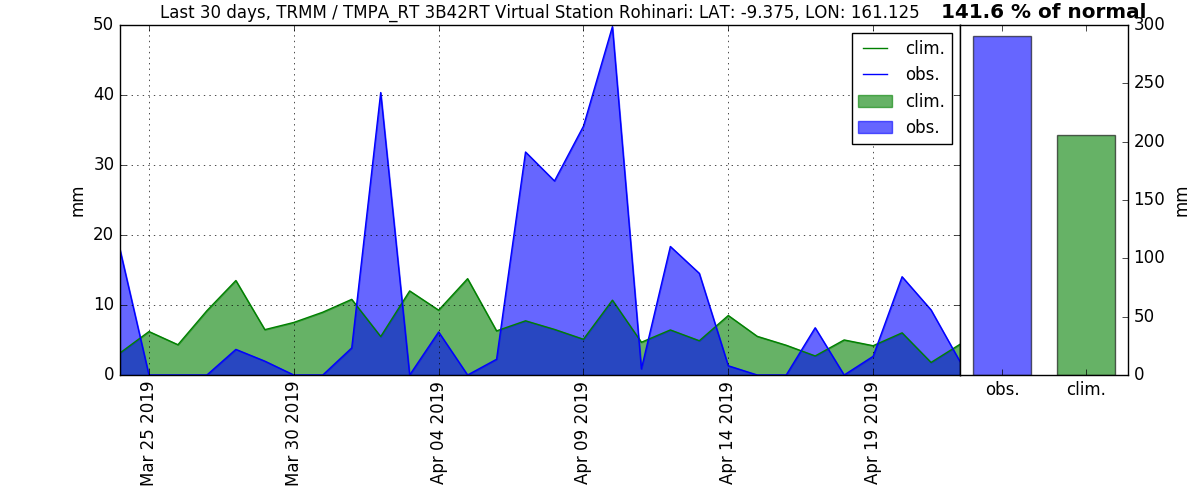 Last 30 days, TRMM / TMPA_RT 3B42RT Virtual Station Rohinari: LAT: -9.375, LON: 161.125
141.6 % of normal
50
40
30
20
10
0
mm
clim.
obs.
clim.
obs.
300
250
200
150
100
50
0
mm
obs.
clim.
Mar 25 2019
Mar 30 2019
Apr 04 2019
Apr 09 2019
Apr 14 2019
Apr 19 2019